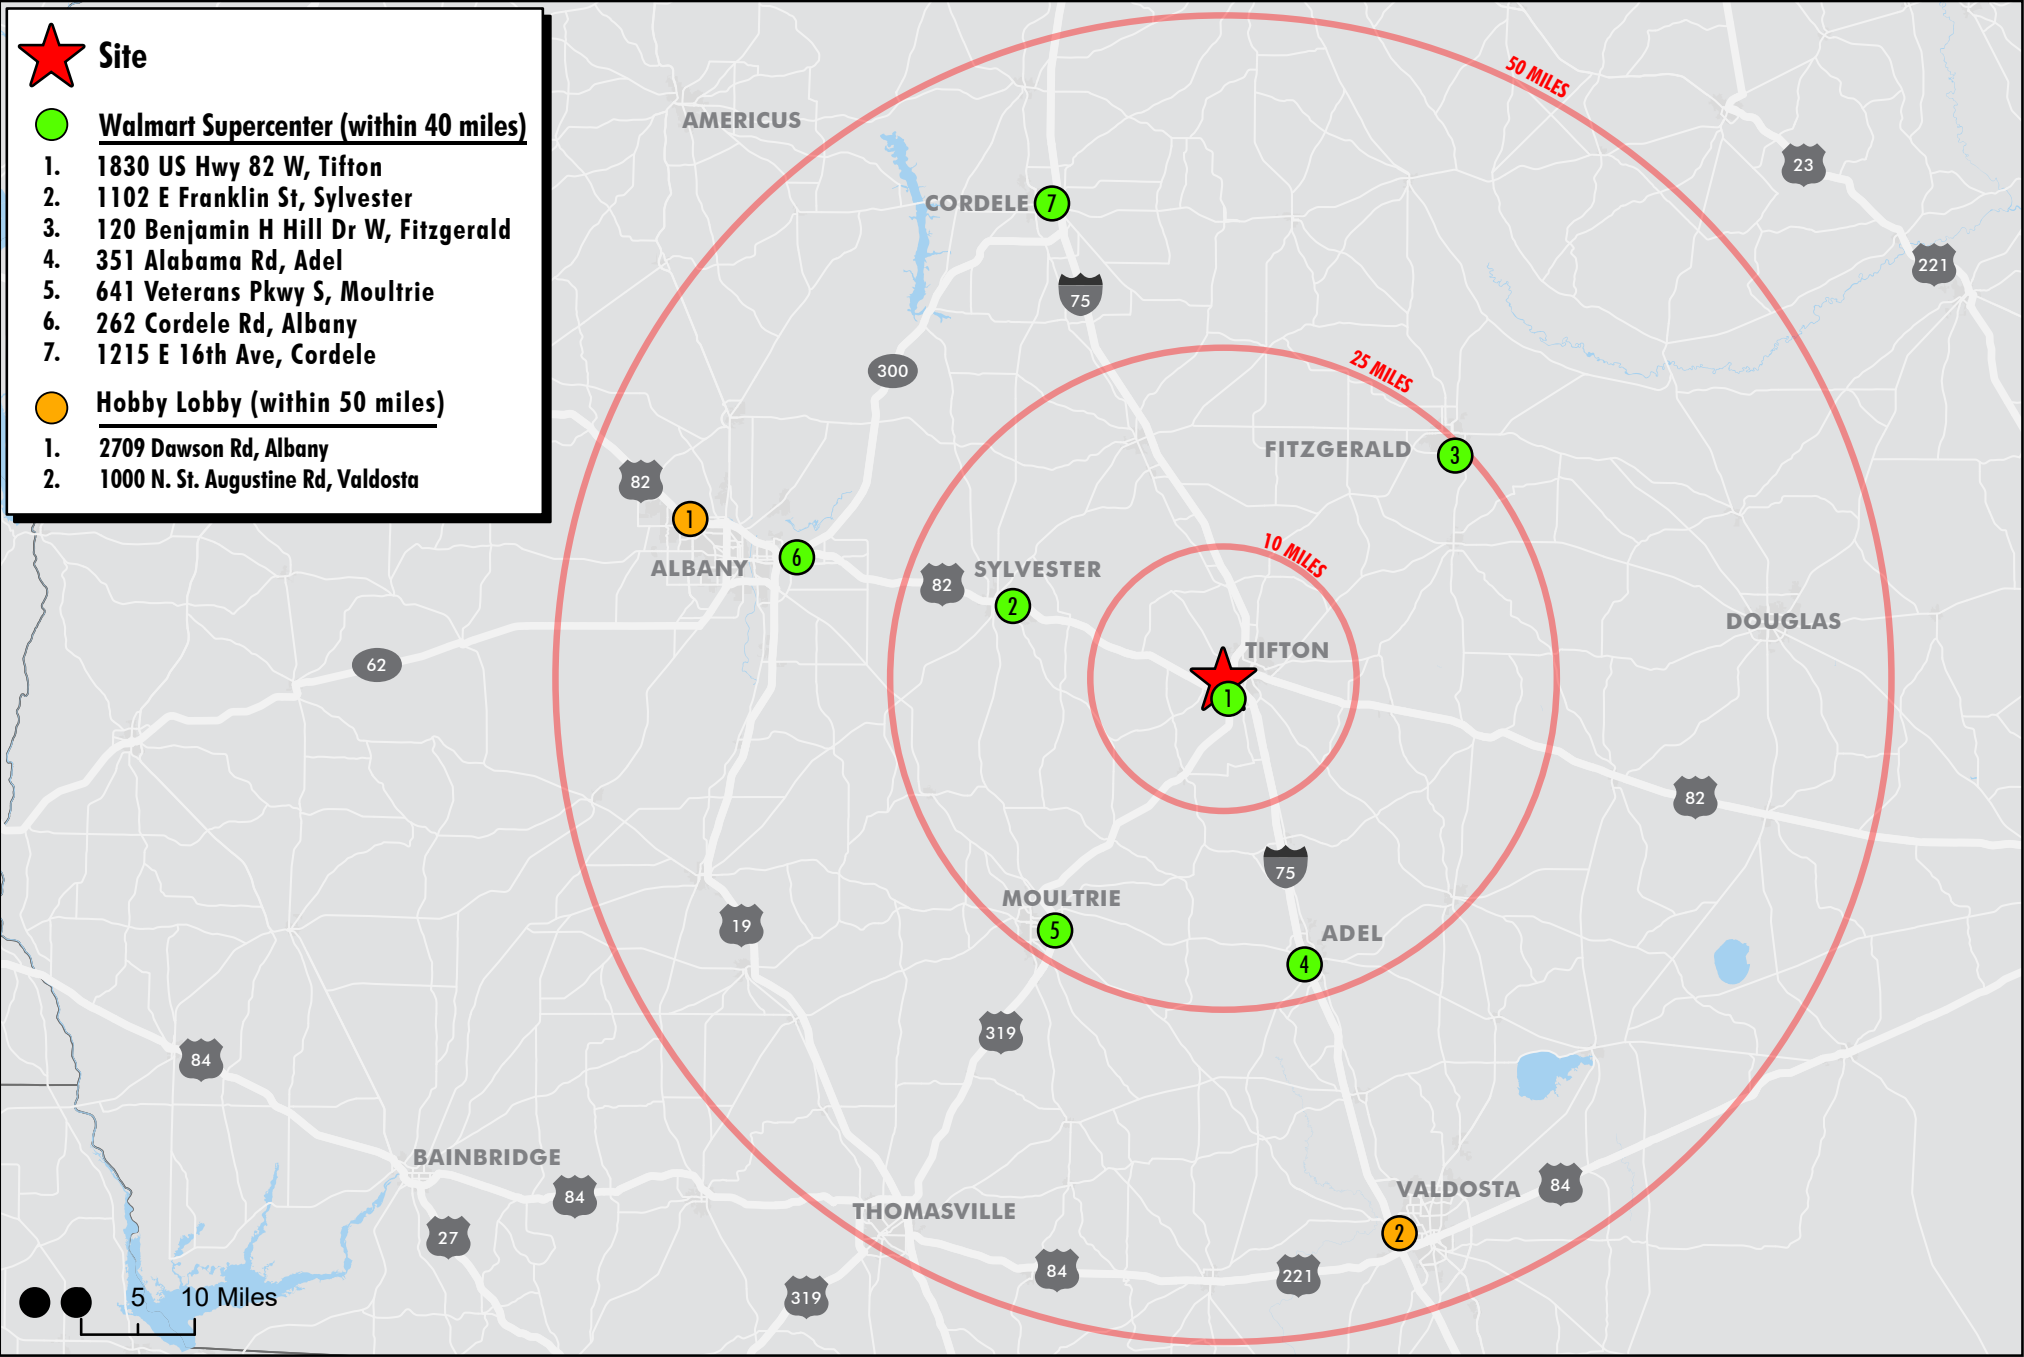 Site
Walmart Supercenter (within 40 miles)
1. 1830 US Hwy 82 W, Tifton
2. 1102 E Franklin St, Sylvester
3. 120 Benjamin H Hill Dr W, Fitzgerald
4. 351 Alabama Rd, Adel
5. 641 Veterans Pkwy S, Moultrie
6. 262 Cordele Rd, Albany
7. 1215 E 16th Ave, Cordele
Hobby Lobby (within 50 miles)
1. 2709 Dawson Rd, Albany
2. 1000 N. St. Augustine Rd, Valdosta
50 MILES
AMERICUS
23
CORDELE
7
221
75
300
25 MILES
FITZGERALD
3
82
1
10 MILES
6
ALBANY
82
SYLVESTER
2
DOUGLAS
TIFTON
62
1
82
75
MOULTRIE
19
5
ADEL
4
319
84
BAINBRIDGE
84
VALDOSTA
84
THOMASVILLE
27
2
84
221
319
5
10 Miles